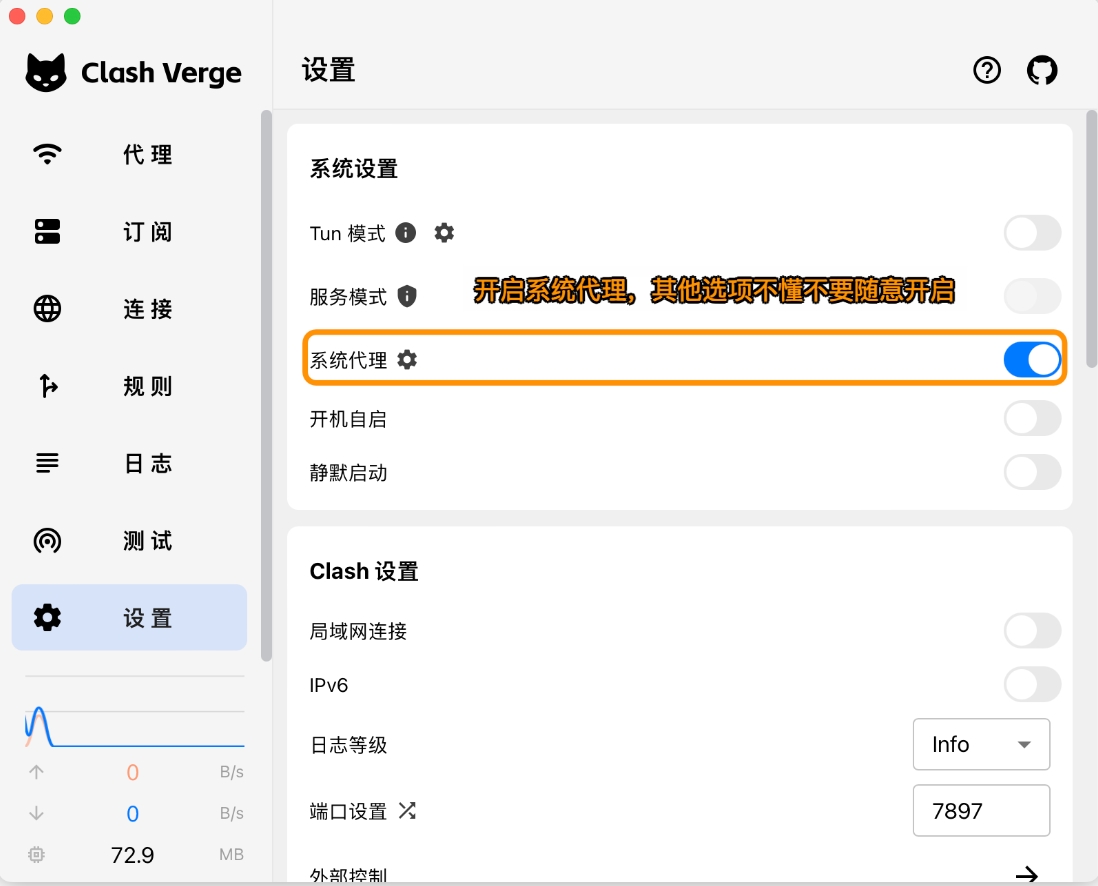 Clash Verge
代 理
订 阅
连 接
规 则
日 志
测 试
设 置
0 B/s
0 B/s
72.9 MB
设置
系统设置
Tun 模式
服务模式
开启系统代理，其他选项不懂不要随意开启
系统代理
开机自启
静默启动
Clash 设置
局域网连接
IPv6
日志等级 Info
端口设置 7897
外部控制